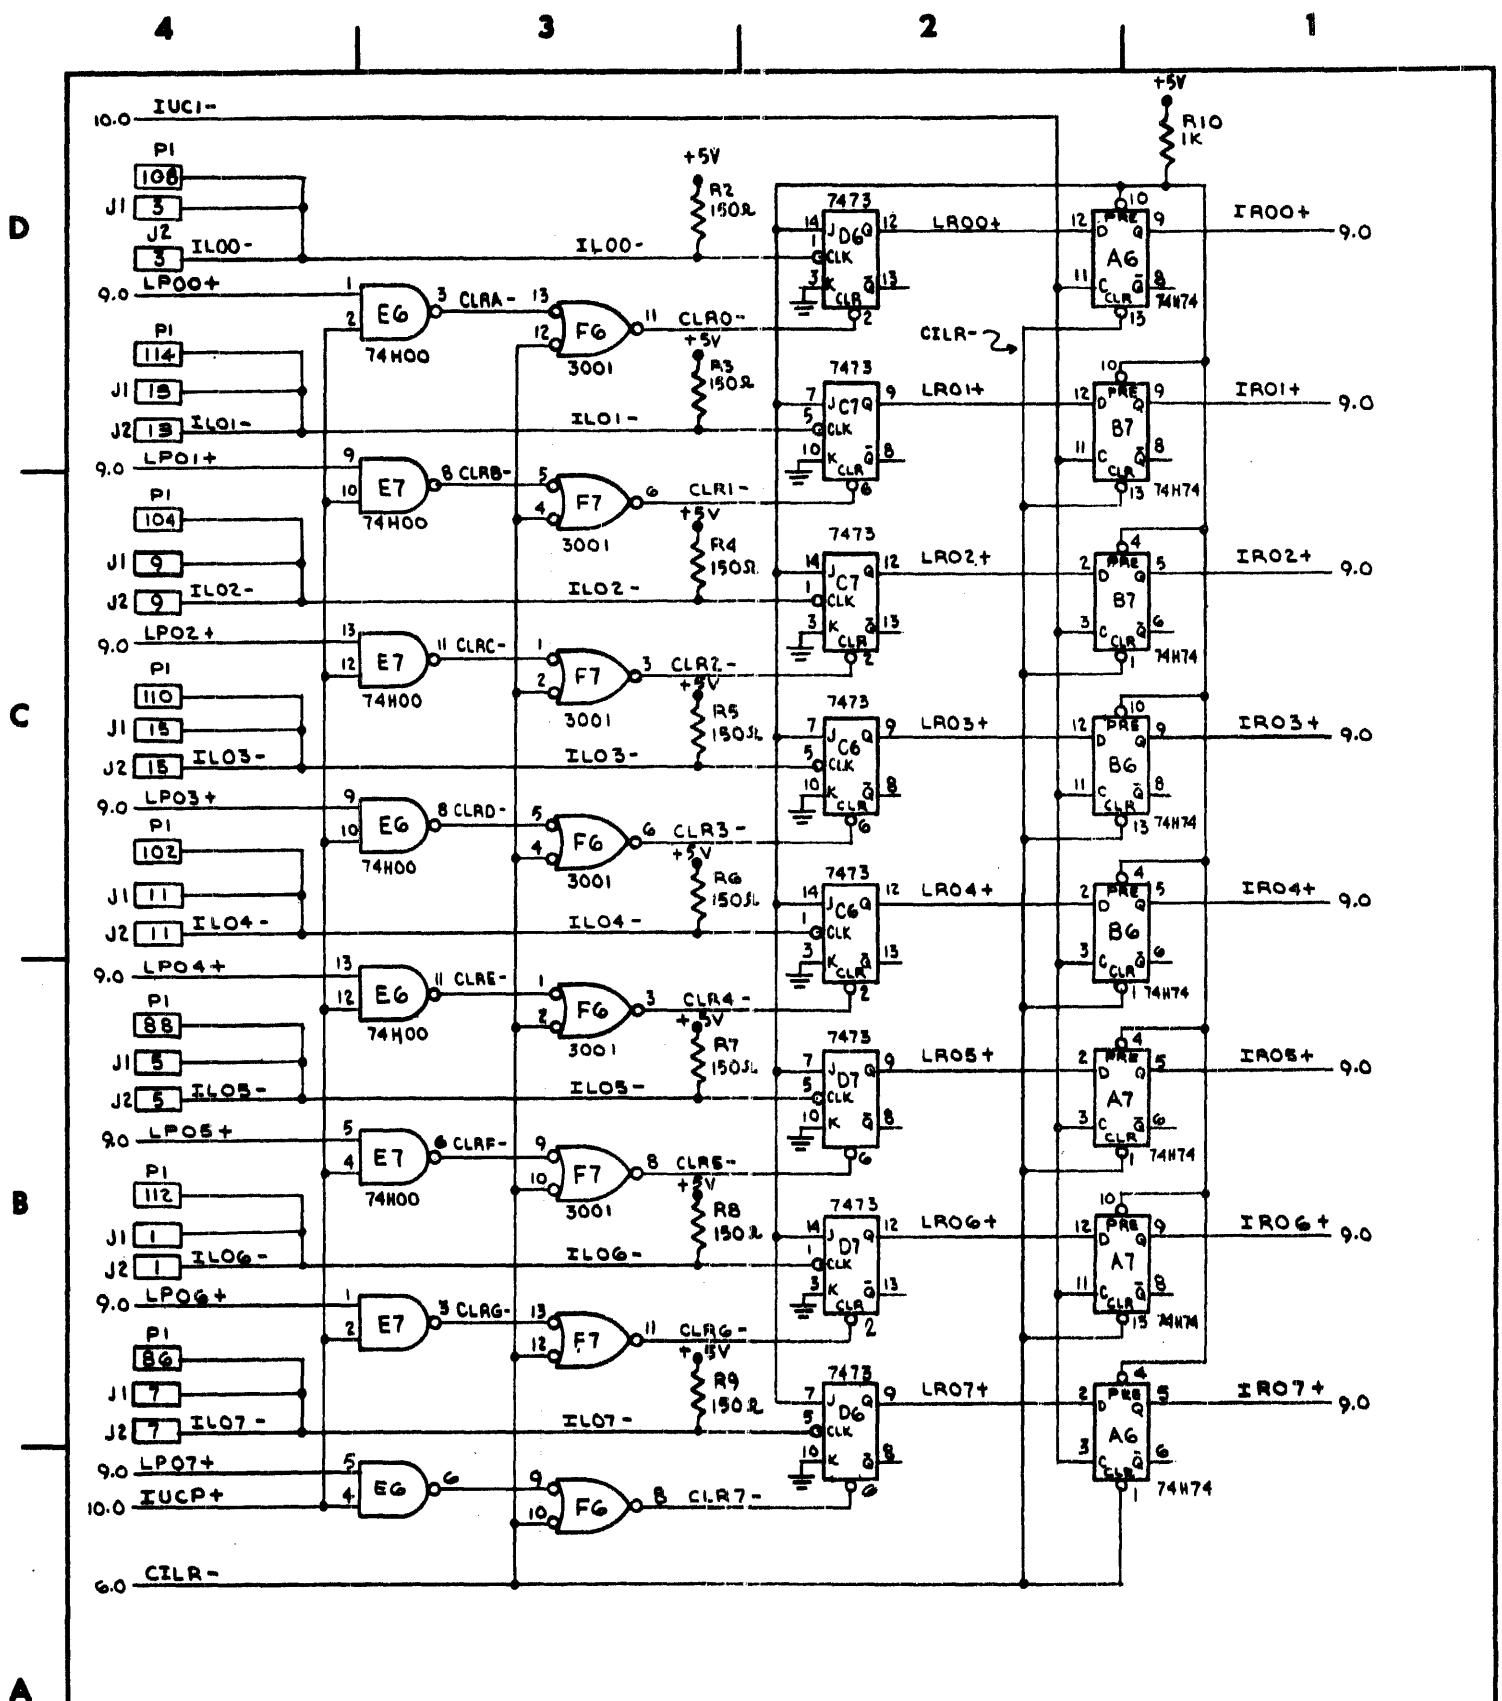 4 3 2 1
+5V
10.0 IUC1-
R10
1K
P1
108
J1 3
J2
3 IL00- IL00-
+5V
R2
150Ω
7473
14 J D6 Q 12 LR00+
1 CLK
3 K Q̅ 13
CLR
2
10
PRE
12 D Q 9 IR00+ 9.0
A6
11 C Q̅ 8
CLR 74H74
13
D
9.0 LP00+ 1
2 E6 3 CLRA- 13
12 F6 11 CLR0-
74H00 3001
CILR-
P1
114
J1 13
J2 13 IL01- IL01-
+5V
R3
150Ω
7473
7 J C7 Q 9 LR01+
5 CLK
10 K Q̅ 8
CLR
6
10
PRE
12 D Q 9 IR01+ 9.0
B7
11 C Q̅ 8
CLR
13 74H74
9.0 LP01+ 9
10 E7 8 CLRB- 5
4 F7 6 CLR1-
74H00 3001
P1
104
J1 9
J2 9 IL02- IL02-
+5V
R4
150Ω
7473
14 J C7 Q 12 LR02+
1 CLK
3 K Q̅ 13
CLR
2
4
PRE
2 D Q 5 IR02+ 9.0
B7
3 C Q̅ 6
CLR
1 74H74
9.0 LP02+ 13
12 E7 11 CLRC- 1
2 F7 3 CLR2-
74H00 3001
C
P1
110
J1 15
J2 15 IL03- IL03-
+5V
R5
150Ω
7473
7 J C6 Q 9 LR03+
5 CLK
10 K Q̅ 8
CLR
6
10
PRE
12 D Q 9 IR03+ 9.0
B6
11 C Q̅ 8
CLR
13 74H74
9.0 LP03+ 9
10 E6 8 CLRD- 5
4 F6 6 CLR3-
74H00 3001
P1
102
J1 11
J2 11 IL04- IL04-
+5V
R6
150Ω
7473
14 J C6 Q 12 LR04+
1 CLK
3 K Q̅ 13
CLR
2
4
PRE
2 D Q 5 IR04+ 9.0
B6
3 C Q̅ 6
CLR
1 74H74
9.0 LP04+ 13
12 E6 11 CLRE- 1
2 F6 3 CLR4-
74H00 3001
P1
88
J1 5
J2 5 IL05- IL05-
+5V
R7
150Ω
7473
7 J D7 Q 9 LR05+
5 CLK
10 K Q̅ 8
6
4
PRE
2 D Q 5 IR05+ 9.0
A7
3 C Q̅ 6
CLR
1 74H74
9.0 LP05+ 5
4 E7 6 CLRF- 9
10 F7 8 CLR5-
74H00 3001
B
P1
112
J1 1
J2 1 IL06- IL06-
+5V
R8
150Ω
7473
14 J D7 Q 12 LR06+
1 CLK
3 K Q̅ 13
CLR
2
10
PRE
12 D Q 9 IR06+ 9.0
A7
11 C Q̅ 8
CLR
13 74H74
9.0 LP06+ 1
2 E7 3 CLRG- 13
12 F7 11 CLR6-
P1
86
J1 7
J2 7 IL07- IL07-
+5V
R9
150Ω
7473
7 J D6 Q 9 LR07+
5 CLK
10 K Q̅ 8
CLR
6
4
PRE
2 D Q 5 IR07+ 9.0
A6
3 C Q̅ 6
CLR
1 74H74
9.0 LP07+ 5
10.0 IUCP+ 4 E6 6 9
10 F6 8 CLR7-
6.0 CILR-
A